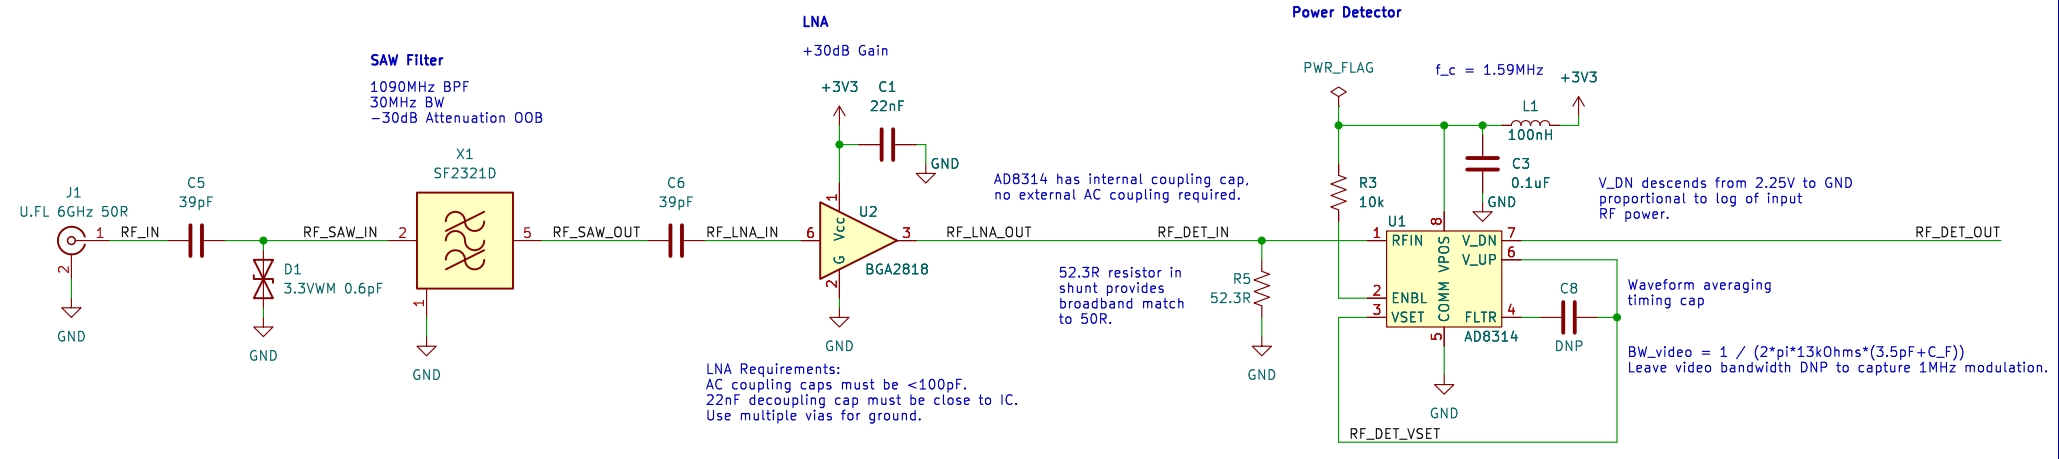 LNA
+30dB Gain
Power Detector
SAW Filter
1090MHz BPF
30MHz BW
-30dB Attenuation OOB
J1
U.FL 6GHz 50R
1
2
GND
RF_IN
C5
39pF
D1
3.3VWM 0.6pF
GND
RF_SAW_IN
X1
SF2321D
2
5
1
GND
RF_SAW_OUT
C6
39pF
RF_LNA_IN
+3V3
C1
22nF
GND
U2
BGA2818
6
1
Vcc
G
2
3
GND
RF_LNA_OUT
LNA Requirements:
AC coupling caps must be <100pF.
22nF decoupling cap must be close to IC.
Use multiple vias for ground.
AD8314 has internal coupling cap,
no external AC coupling required.
RF_DET_IN
52.3R resistor in
shunt provides
broadband match
to 50R.
R5
52.3R
GND
PWR_FLAG
f_c = 1.59MHz
+3V3
L1
100nH
C3
0.1uF
GND
R3
10k
U1
AD8314
1
RFIN
2
ENBL
3
VSET
8
VPOS
COMM
5
V_DN
7
V_UP
6
FLTR
4
GND
C8
DNP
RF_DET_VSET
RF_DET_OUT
V_DN descends from 2.25V to GND
proportional to log of input
RF power.
Waveform averaging
timing cap
BW_video = 1 / (2*pi*13kOhms*(3.5pF+C_F))
Leave video bandwidth DNP to capture 1MHz modulation.